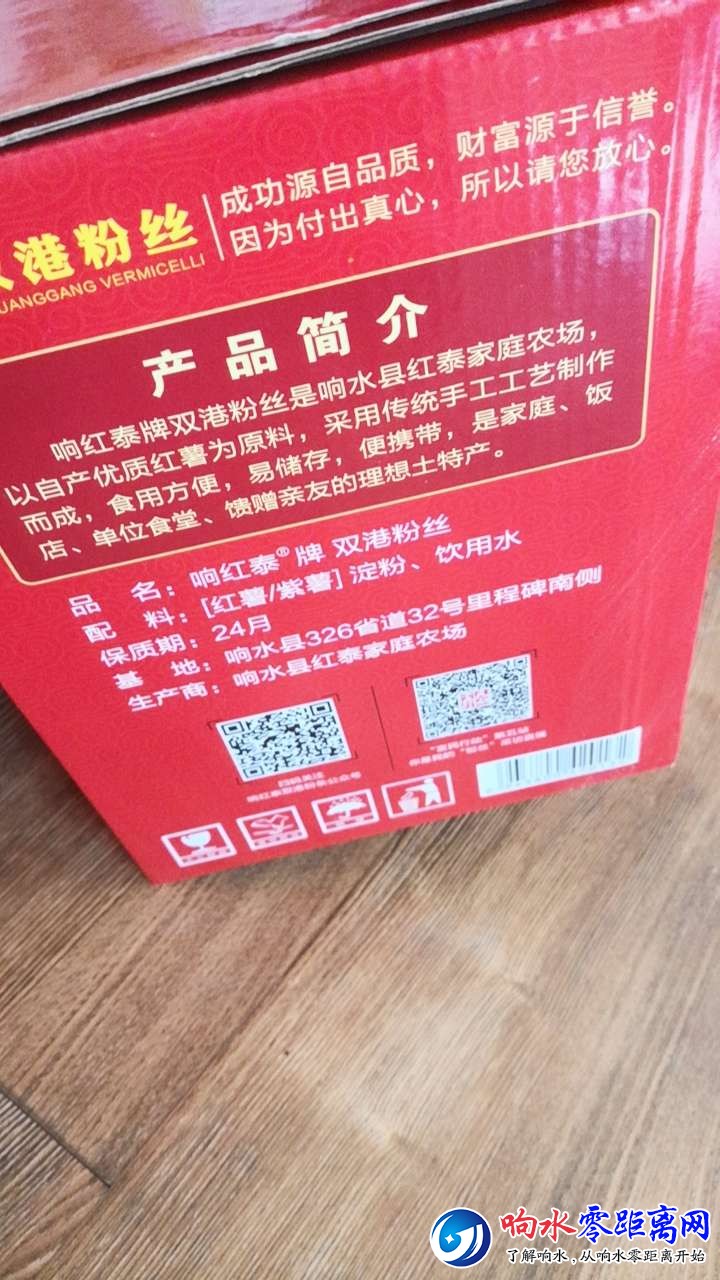 成功源自品质，财富源于信誉。
因为付出真心，所以请您放心。
港粉丝
UANGGANG VERMICELLI
产品简介
响红泰牌双港粉丝是响水县红泰家庭农场，
以自产优质红薯为原料，采用传统手工工艺制作
而成，食用方便，易储存，便携带，是家庭、饭
店、单位食堂、馈赠亲友的理想土特产。
品 名：响红泰®牌 双港粉丝
配 料：[红薯/紫薯] 淀粉、饮用水
保质期：24月
基 地：响水县326省道32号里程碑南侧
生产商：响水县红泰家庭农场
扫码关注
响水零距离网
了解响水，从响水零距离开始